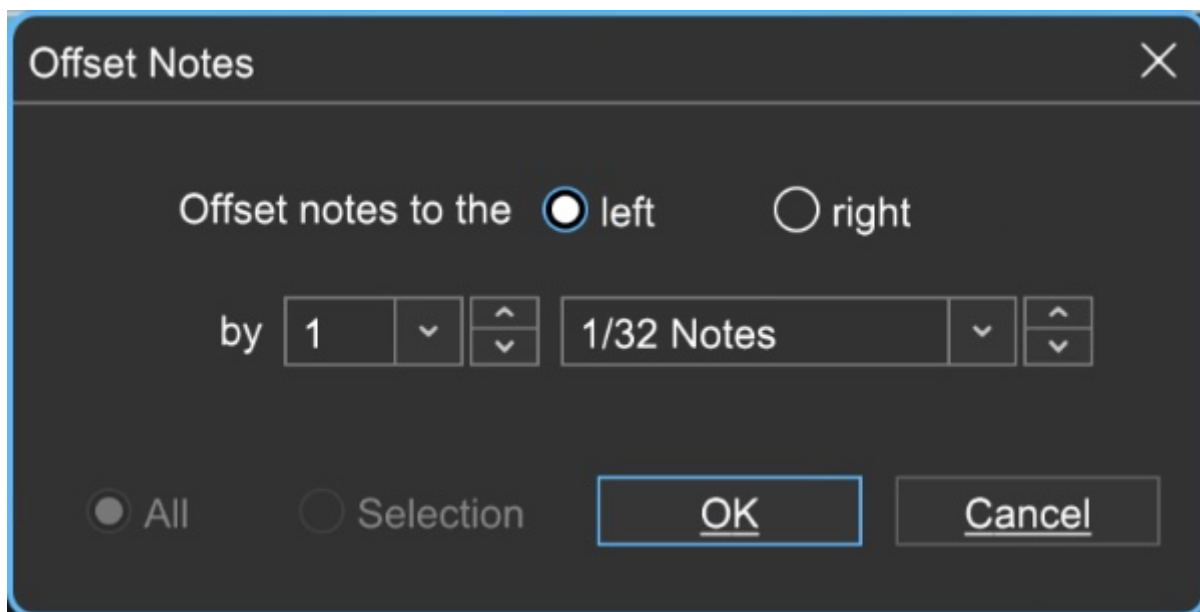 Offset Notes
Offset notes to the left right
by 1 1/32 Notes
All Selection OK Cancel